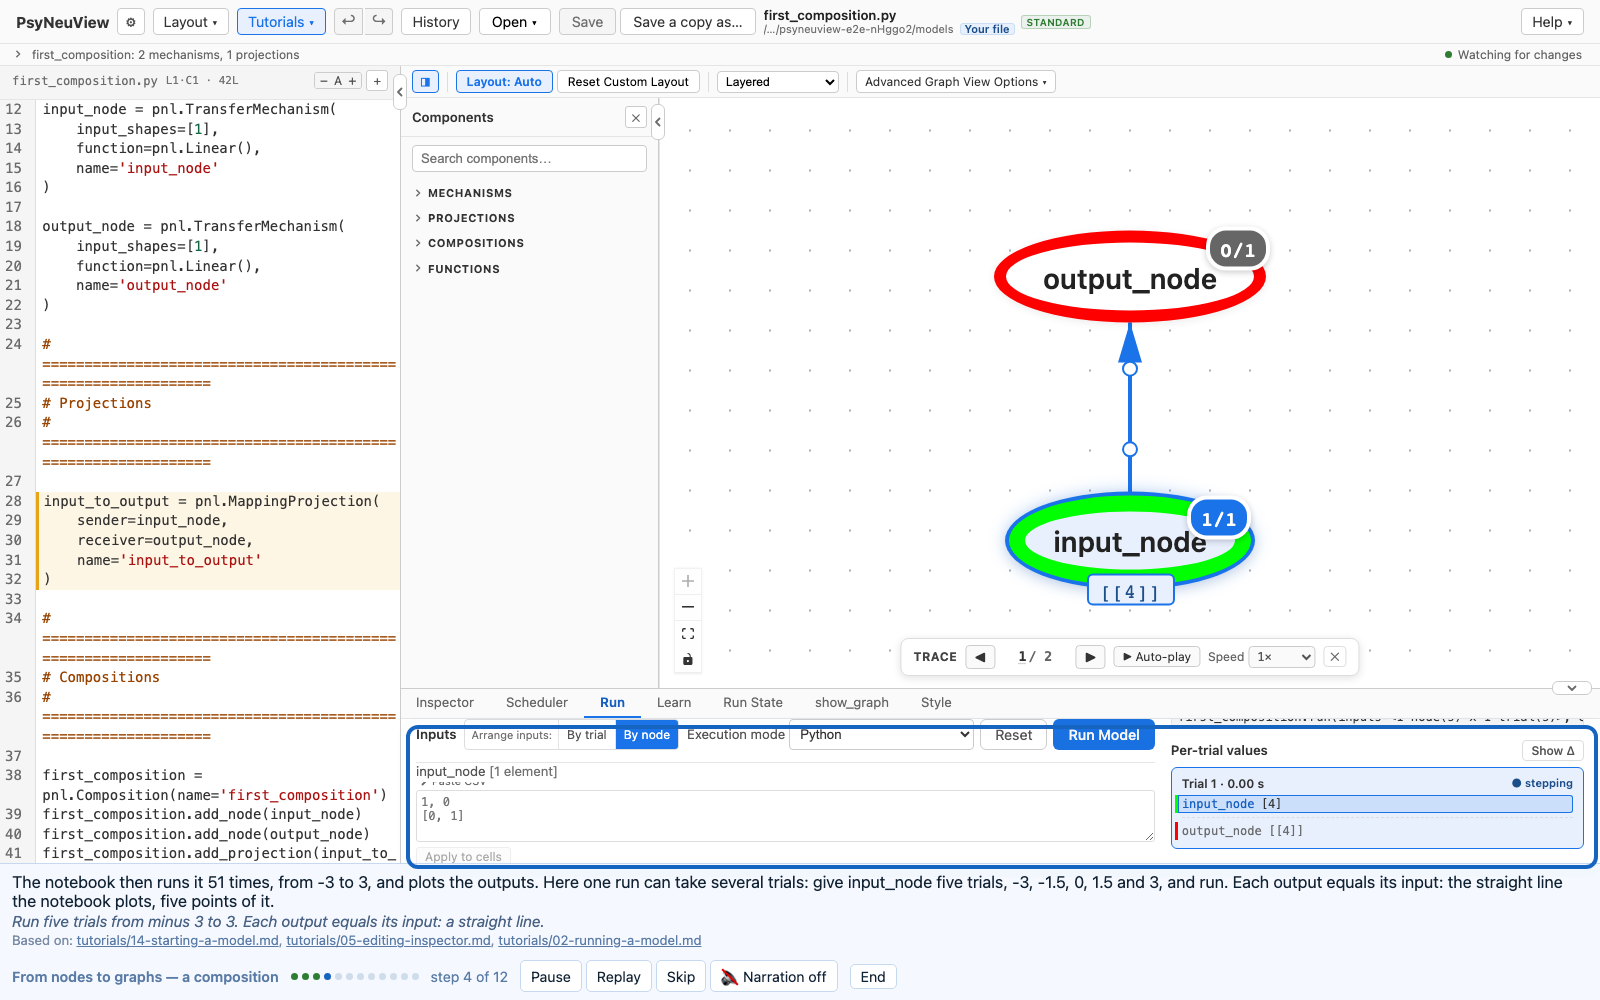 PsyNeuView ⚙ Layout ▾ Tutorials ▾ ↩ ↪ History Open ▾ Save Save a copy as... first_composition.py
/.../psyneuview-e2e-nHggo2/models Your file STANDARD Help ▾
first_composition: 2 mechanisms, 1 projections Watching for changes
first_composition.py L1·C1 · 42L − A + +
12 input_node = pnl.TransferMechanism(
13 input_shapes=[1],
14 function=pnl.Linear(),
15 name='input_node'
16 )
17
18 output_node = pnl.TransferMechanism(
19 input_shapes=[1],
20 function=pnl.Linear(),
21 name='output_node'
22 )
23
24 #
==========================================
====================
25 # Projections
26 #
==========================================
====================
27
28 input_to_output = pnl.MappingProjection(
29 sender=input_node,
30 receiver=output_node,
31 name='input_to_output'
32 )
33
34 #
==========================================
====================
35 # Compositions
36 #
==========================================
====================
37
38 first_composition =
pnl.Composition(name='first_composition')
39 first_composition.add_node(input_node)
40 first_composition.add_node(output_node)
41 first_composition.add_projection(input_to_
Layout: Auto Reset Custom Layout Layered Advanced Graph View Options ▾
Components ×
Search components...
MECHANISMS
PROJECTIONS
COMPOSITIONS
FUNCTIONS
output_node 0/1
input_node 1/1
[[4]]
TRACE ◀ 1 / 2 ▶ ▶ Auto-play Speed 1× ×
Inspector Scheduler Run Learn Run State show_graph Style
Inputs Arrange inputs: By trial By node Execution mode Python Reset Run Model
input_node [1 element]
Paste CSV
1, 0
[0, 1]
Apply to cells
Per-trial values Show Δ
Trial 1 · 0.00 s stepping
input_node [4]
output_node [[4]]
The notebook then runs it 51 times, from -3 to 3, and plots the outputs. Here one run can take several trials: give input_node five trials, -3, -1.5, 0, 1.5 and 3, and run. Each output equals its input: the straight line
the notebook plots, five points of it.
Run five trials from minus 3 to 3. Each output equals its input: a straight line.
Based on: tutorials/14-starting-a-model.md, tutorials/05-editing-inspector.md, tutorials/02-running-a-model.md
From nodes to graphs — a composition step 4 of 12 Pause Replay Skip Narration off End